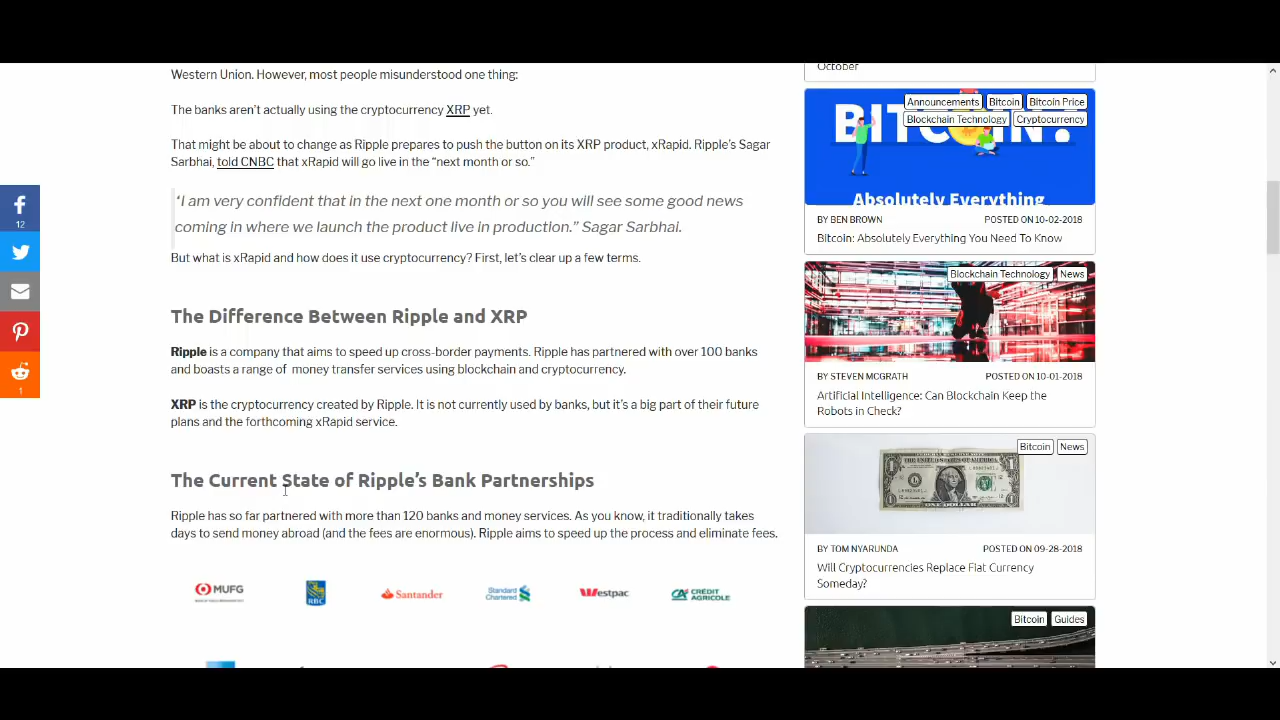 Western Union. However, most people misunderstood one thing:
The banks aren't actually using the cryptocurrency XRP yet.
That might be about to change as Ripple prepares to push the button on its XRP product, xRapid. Ripple's Sagar
Sarbhai, told CNBC that xRapid will go live in the “next month or so.”
‘I am very confident that in the next one month or so you will see some good news
coming in where we launch the product live in production.” Sagar Sarbhai.
But what is xRapid and how does it use cryptocurrency? First, let's clear up a few terms.
The Difference Between Ripple and XRP
Ripple is a company that aims to speed up cross-border payments. Ripple has partnered with over 100 banks
and boasts a range of money transfer services using blockchain and cryptocurrency.
XRP is the cryptocurrency created by Ripple. It is not currently used by banks, but it's a big part of their future
plans and the forthcoming xRapid service.
The Current State of Ripple's Bank Partnerships
Ripple has so far partnered with more than 120 banks and money services. As you know, it traditionally takes
days to send money abroad (and the fees are enormous). Ripple aims to speed up the process and eliminate fees.
MUFG
RBC
Santander
Standard
Chartered
Westpac
CRÉDIT
AGRICOLE
12
1
October
Announcements Bitcoin Bitcoin Price
Blockchain Technology Cryptocurrency
Absolutely Everything
BY BEN BROWN POSTED ON 10-02-2018
Bitcoin: Absolutely Everything You Need To Know
Blockchain Technology News
BY STEVEN MCGRATH POSTED ON 10-01-2018
Artificial Intelligence: Can Blockchain Keep the
Robots in Check?
Bitcoin News
BY TOM NYARUNDA POSTED ON 09-28-2018
Will Cryptocurrencies Replace Fiat Currency
Someday?
Bitcoin Guides